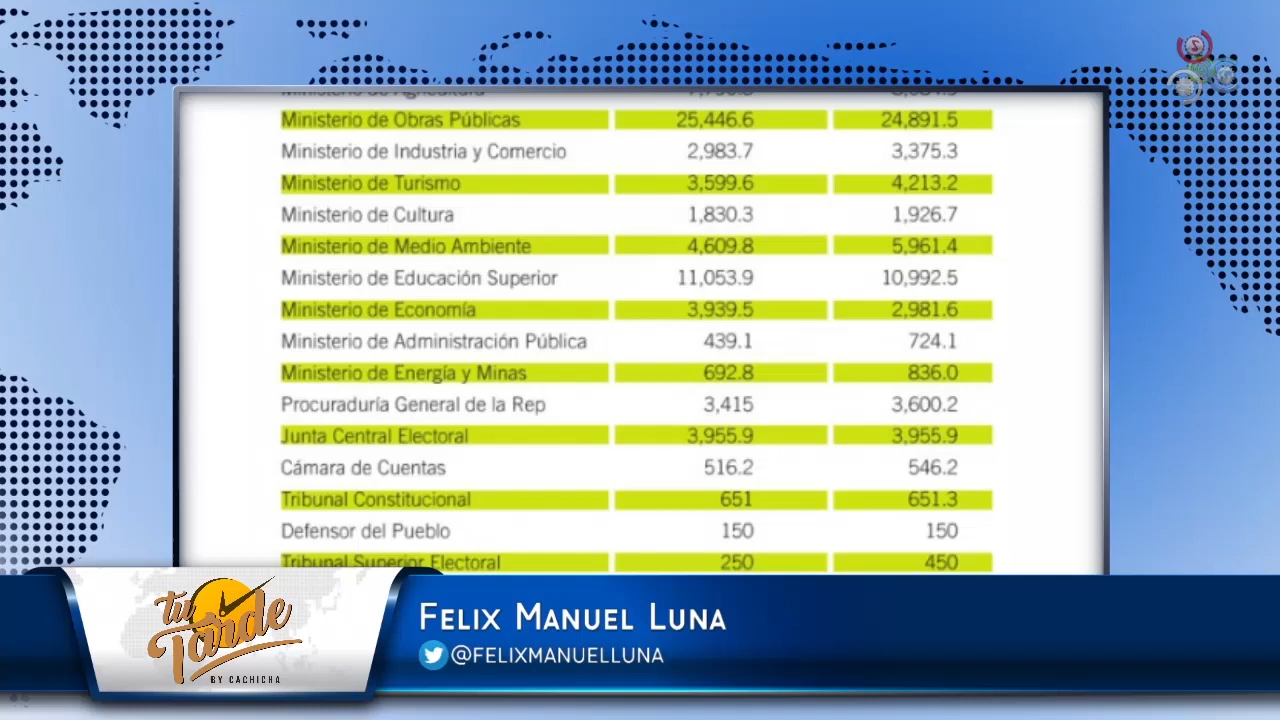 Ministerio de Agricultura
Ministerio de Obras Públicas 25,446.6 24,891.5
Ministerio de Industria y Comercio 2,983.7 3,375.3
Ministerio de Turismo 3,599.6 4,213.2
Ministerio de Cultura 1,830.3 1,926.7
Ministerio de Medio Ambiente 4,609.8 5,961.4
Ministerio de Educación Superior 11,053.9 10,992.5
Ministerio de Economía 3,939.5 2,981.6
Ministerio de Administración Pública 439.1 724.1
Ministerio de Energía y Minas 692.8 836.0
Procuraduría General de la Rep 3,415 3,600.2
Junta Central Electoral 3,955.9 3,955.9
Cámara de Cuentas 516.2 546.2
Tribunal Constitucional 651 651.3
Defensor del Pueblo 150 150
Tribunal Superior Electoral 250 450
Tu Tarde
BY CACHICHA
FELIX MANUEL LUNA
@FELIXMANUELLUNA